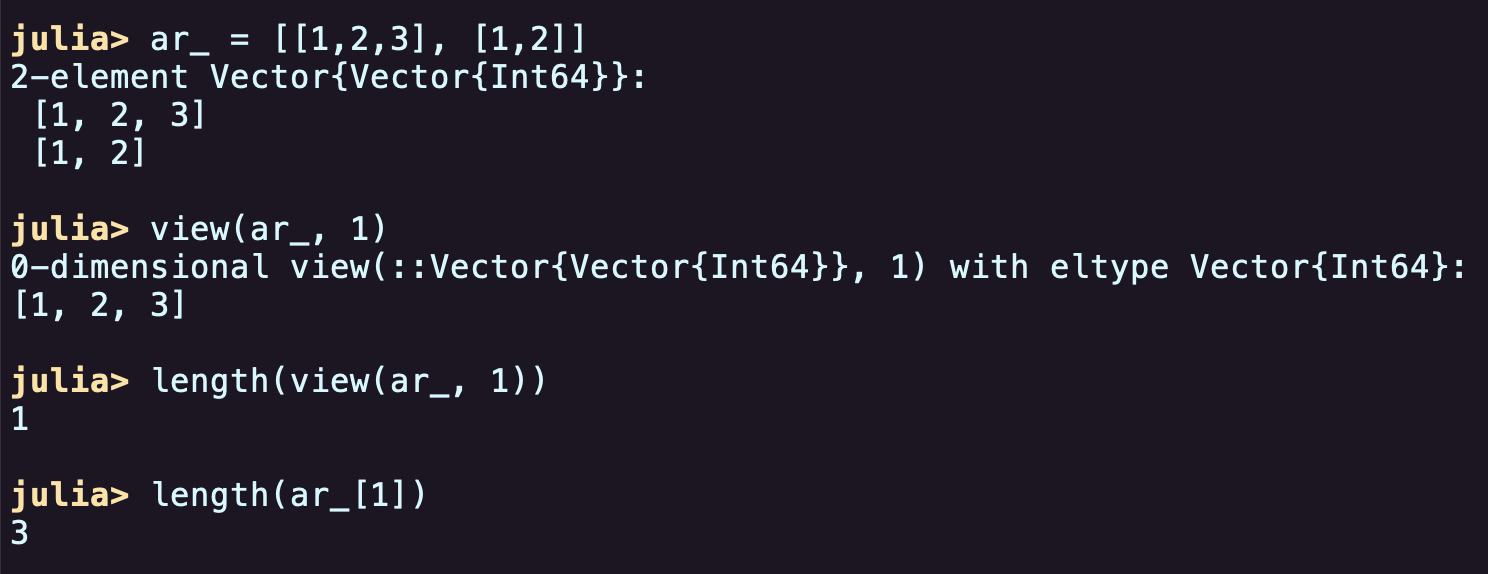 julia> ar_ = [[1,2,3], [1,2]]
2-element Vector{Vector{Int64}}:
 [1, 2, 3]
 [1, 2]
julia> view(ar_, 1)
0-dimensional view(::Vector{Vector{Int64}}, 1) with eltype Vector{Int64}:
[1, 2, 3]
julia> length(view(ar_, 1))
1
julia> length(ar_[1])
3